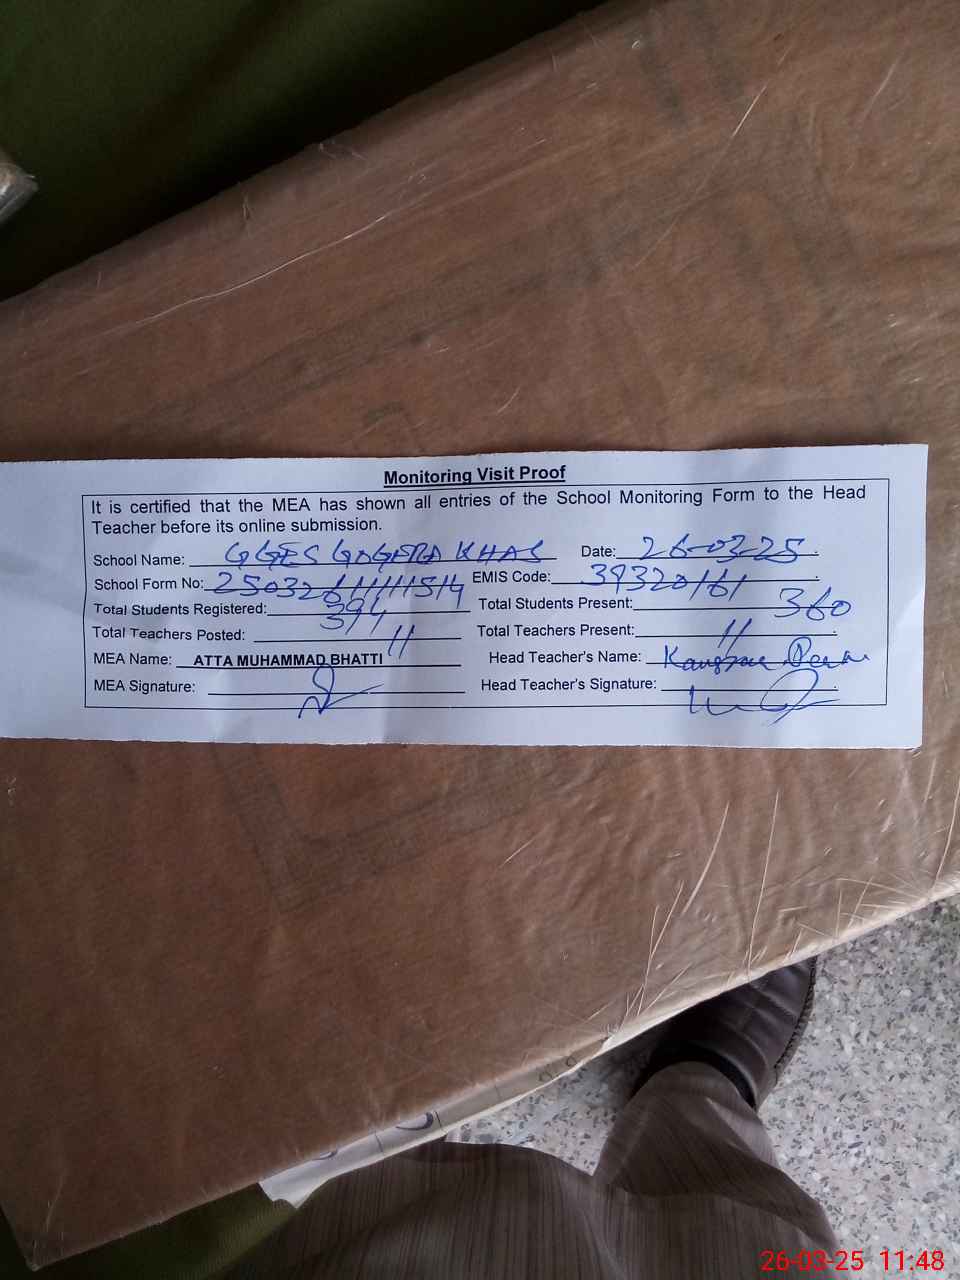 Monitoring Visit Proof
It is certified that the MEA has shown all entries of the School Monitoring Form to the Head
Teacher before its online submission.
School Name: GGES GOGERA KHAS Date: 26-03-25
School Form No: EMIS Code: 39320161
Total Students Registered: 394 Total Students Present: 360
Total Teachers Posted: 11 Total Teachers Present: 11
MEA Name: ATTA MUHAMMAD BHATTI Head Teacher's Name:
MEA Signature: Head Teacher's Signature:
26-03-25 11:48